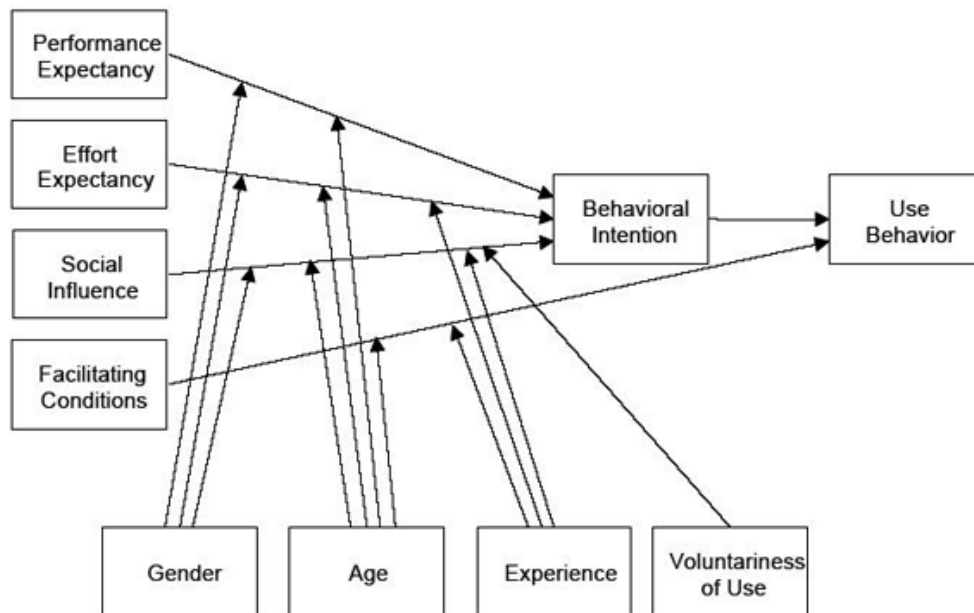 Performance
Expectancy
Effort
Expectancy
Social
Influence
Facilitating
Conditions
Behavioral
Intention
Use
Behavior
Gender
Age
Experience
Voluntariness
of Use